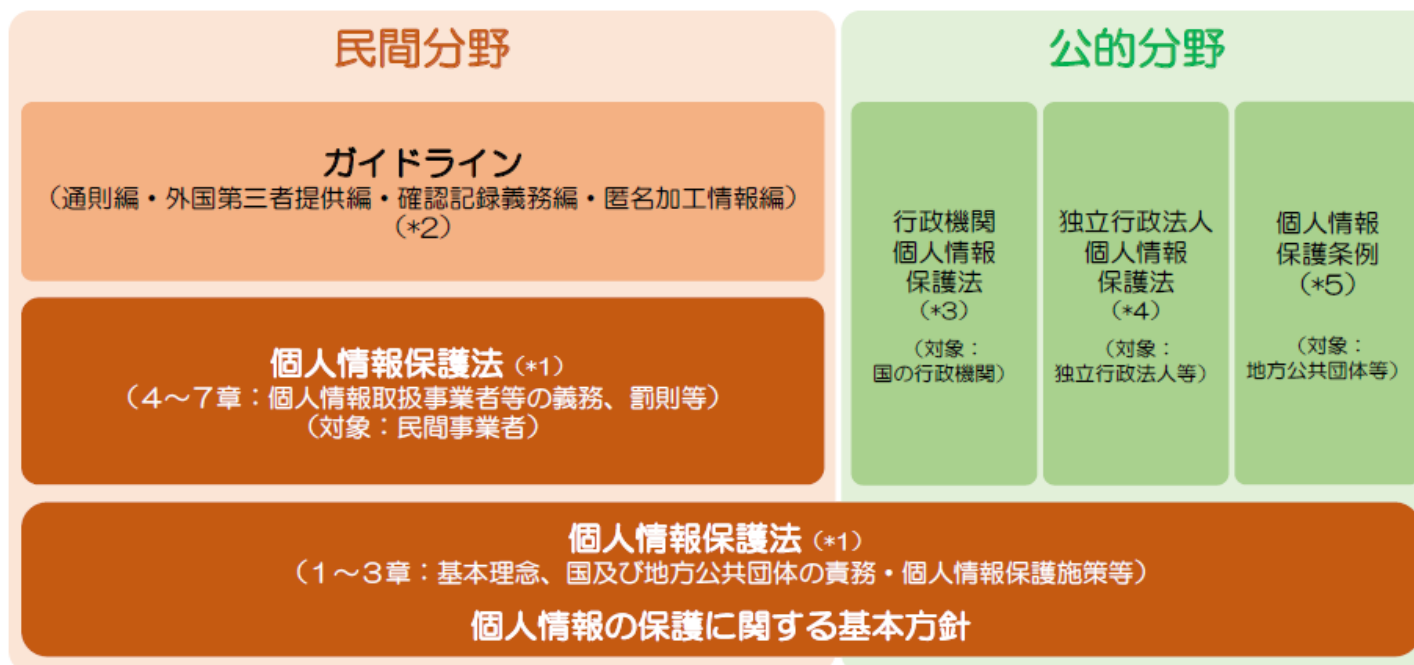 民間分野
ガイドライン
（通則編・外国第三者提供編・確認記録義務編・匿名加工情報編）
（*2）
個人情報保護法（*1）
（4～7章：個人情報取扱事業者等の義務、罰則等）
（対象：民間事業者）
公的分野
行政機関
個人情報
保護法
（*3）
（対象：
国の行政機関）
独立行政法人
個人情報
保護法
（*4）
（対象：
独立行政法人等）
個人情報
保護条例
（*5）
（対象：
地方公共団体等）
個人情報保護法（*1）
（1～3章：基本理念、国及び地方公共団体の責務・個人情報保護施策等）
個人情報の保護に関する基本方針